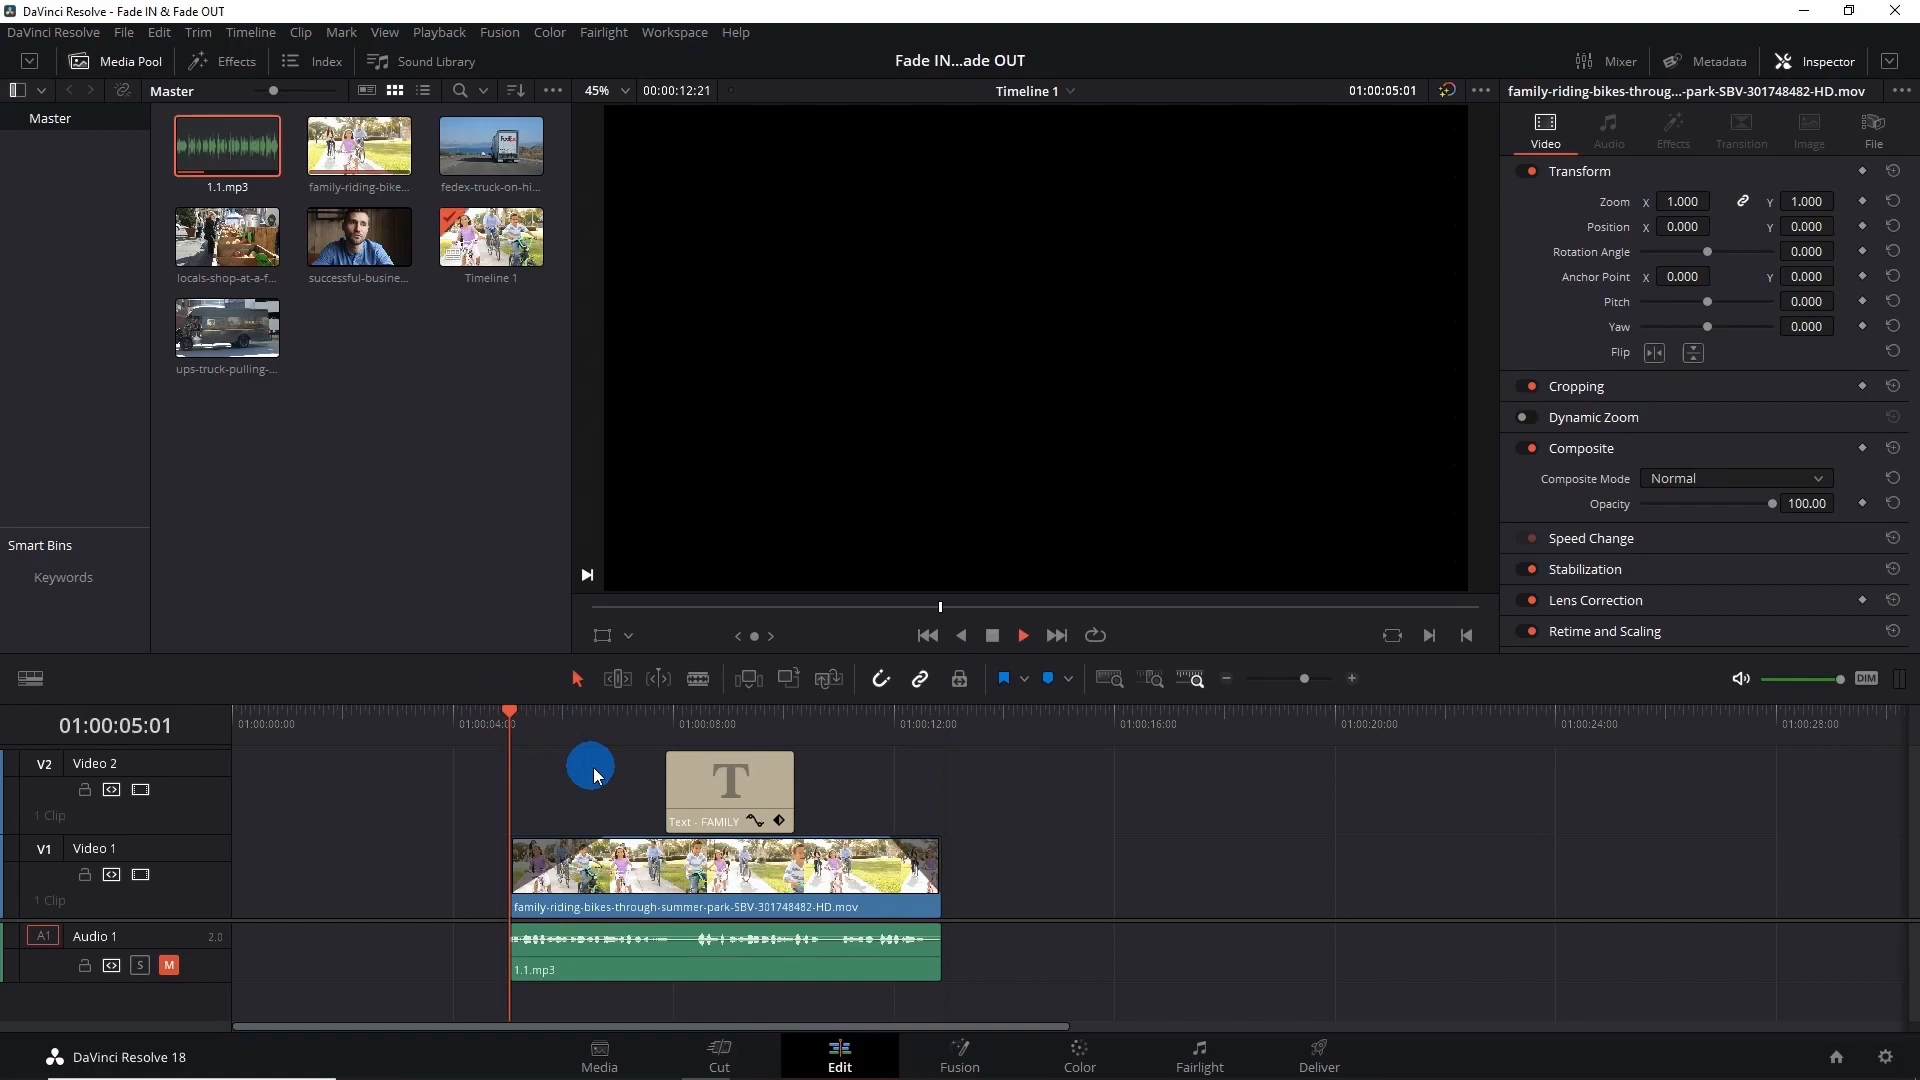 DaVinci Resolve - Fade IN & Fade OUT
DaVinci Resolve File Edit Trim Timeline Clip Mark View Playback Fusion Color Fairlight Workspace Help
Media Pool Effects Index Sound Library Fade IN...ade OUT Mixer Metadata Inspector
Master 45% 00:00:12:21 Timeline 1 01:00:05:01 family-riding-bikes-throug...-park-SBV-301748482-HD.mov
Master
1.1.mp3 family-riding-bike... fedex-truck-on-hi...
locals-shop-at-a-f... successful-busine... Timeline 1
ups-truck-pulling-...
Smart Bins
Keywords
Video Audio Effects Transition Image File
Transform
Zoom X 1.000 Y 1.000
Position X 0.000 Y 0.000
Rotation Angle 0.000
Anchor Point X 0.000 Y 0.000
Pitch 0.000
Yaw 0.000
Flip
Cropping
Dynamic Zoom
Composite
Composite Mode Normal
Opacity 100.00
Speed Change
Stabilization
Lens Correction
Retime and Scaling
DIM
01:00:05:01 01:00:00:00 01:00:04:00 01:00:08:00 01:00:12:00 01:00:16:00 01:00:20:00 01:00:24:00 01:00:28:00
V2 Video 2
1 Clip
T
Text - FAMILY
V1 Video 1
1 Clip
family-riding-bikes-through-summer-park-SBV-301748482-HD.mov
A1 Audio 1 2.0
S M
1.1.mp3
DaVinci Resolve 18 Media Cut Edit Fusion Color Fairlight Deliver